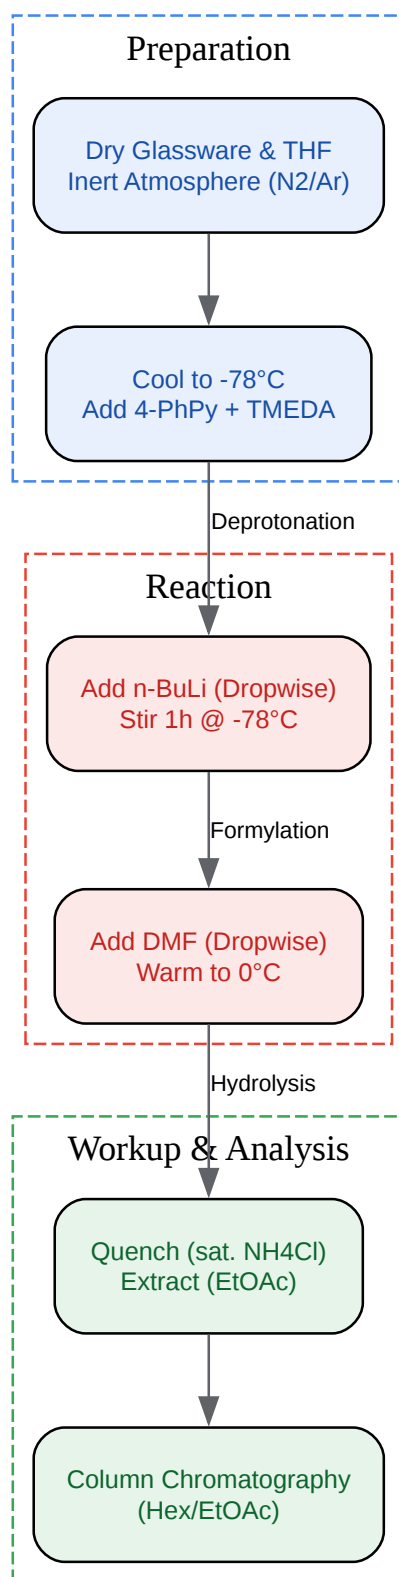 Preparation
Dry Glassware & THF
Inert Atmosphere (N2/Ar)
Cool to -78°C
Add 4-PhPy + TMEDA
Deprotonation
Reaction
Add n-BuLi (Dropwise)
Stir 1h @ -78°C
Formylation
Add DMF (Dropwise)
Warm to 0°C
Hydrolysis
Workup & Analysis
Quench (sat. NH4Cl)
Extract (EtOAc)
Column Chromatography
(Hex/EtOAc)